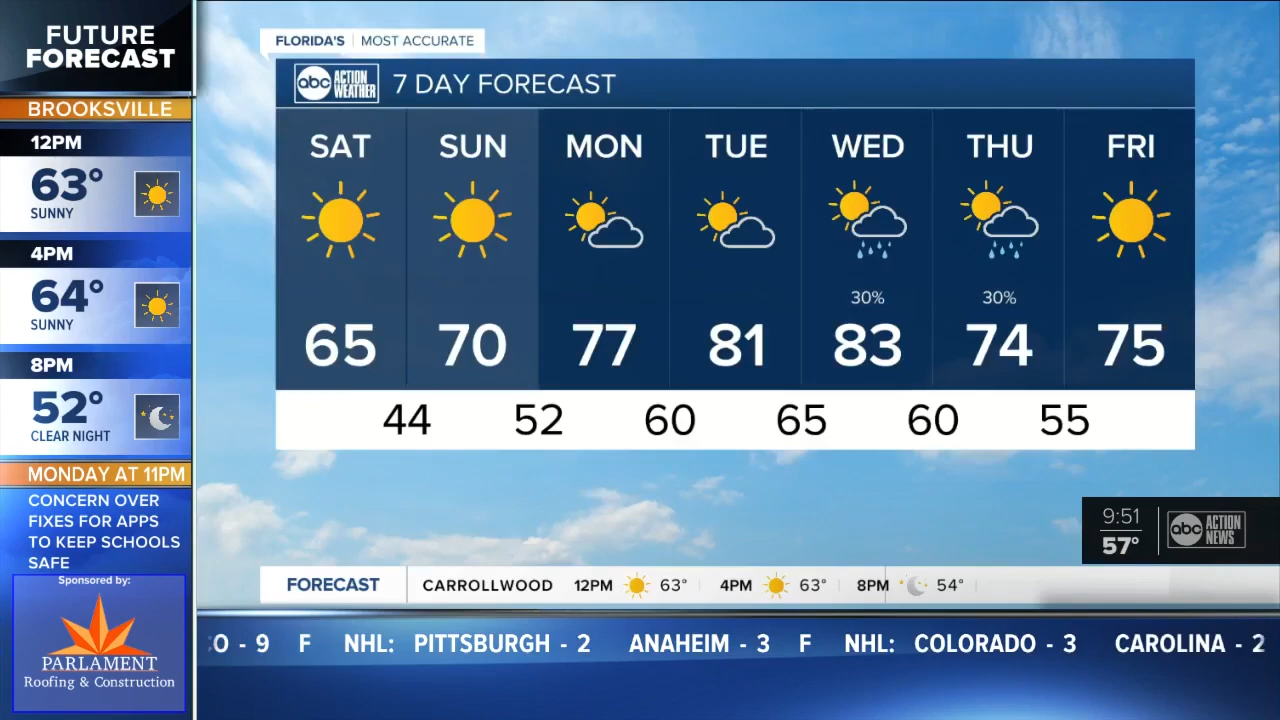 FUTURE
FORECAST
BROOKSVILLE
12PM
63°
SUNNY
4PM
64°
SUNNY
8PM
52°
CLEAR NIGHT
MONDAY AT 11PM
CONCERN OVER
FIXES FOR APPS
TO KEEP SCHOOLS
SAFE
Sponsored by:
PARLAMENT
Roofing & Construction
FLORIDA'S MOST ACCURATE
abc ACTION WEATHER 7 DAY FORECAST
SAT SUN MON TUE WED THU FRI
30% 30%
65 70 77 81 83 74 75
44 52 60 65 60 55
9:51
57°
abc ACTION NEWS
FORECAST CARROLLWOOD 12PM 63° 4PM 63° 8PM 54°
O - 9 F NHL: PITTSBURGH - 2 ANAHEIM - 3 F NHL: COLORADO - 3 CAROLINA - 2